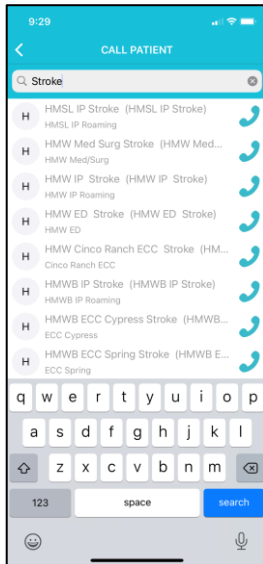 9:29
CALL PATIENT
Stroke
H
HMSL IP Stroke (HMSL IP Stroke)
HMSL IP Roaming
H
HMW Med Surg Stroke (HMW Med...
HMW Med/Surg
H
HMW IP Stroke (HMW IP Stroke)
HMW IP Roaming
H
HMW ED Stroke (HMW ED Stroke)
HMW ED
H
HMW Cinco Ranch ECC Stroke (HM...
Cinco Ranch ECC
H
HMWB IP Stroke (HMWB IP Stroke)
HMWB IP Roaming
H
HMWB ECC Cypress Stroke (HMWB...
ECC Cypress
H
HMWB ECC Spring Stroke (HMWB E...
ECC Spring
q w e r t y u i o p
a s d f g h j k l
z x c v b n m
123 space search